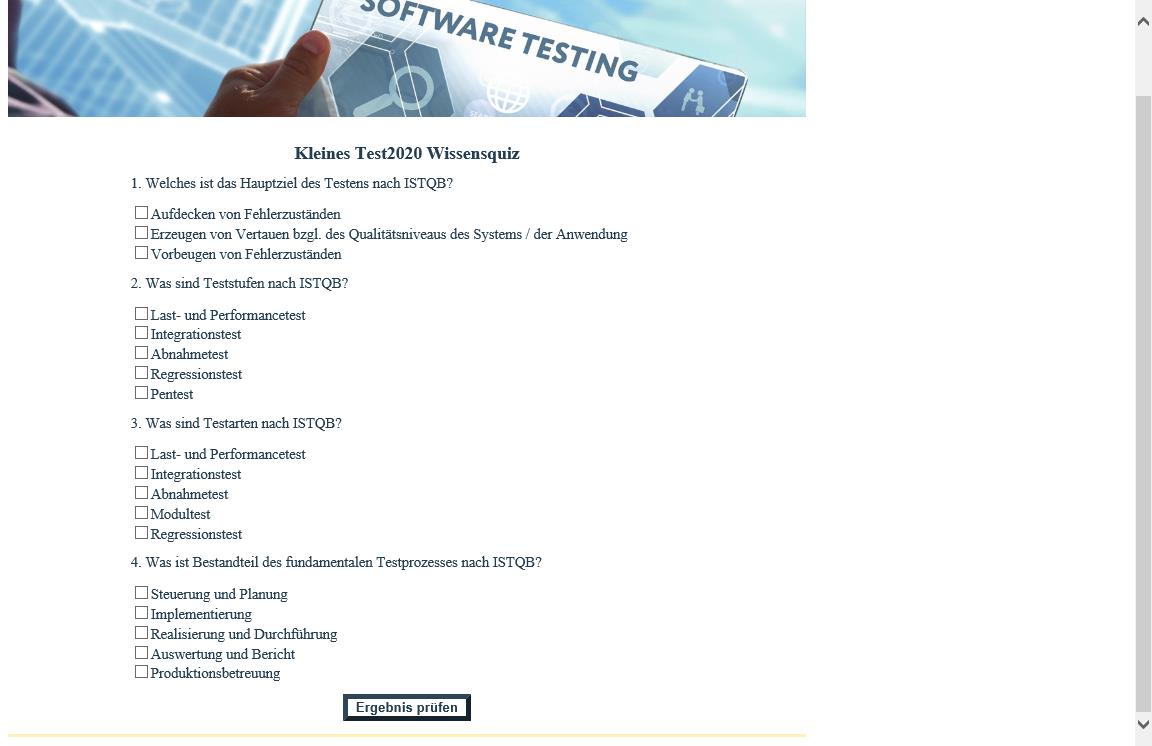 SOFTWARE TESTING
Kleines Test2020 Wissensquiz
1. Welches ist das Hauptziel des Testens nach ISTQB?
Aufdecken von Fehlerzuständen
Erzeugen von Vertauen bzgl. des Qualitätsniveaus des Systems / der Anwendung
Vorbeugen von Fehlerzuständen
2. Was sind Teststufen nach ISTQB?
Last- und Performancetest
Integrationstest
Abnahmetest
Regressionstest
Pentest
3. Was sind Testarten nach ISTQB?
Last- und Performancetest
Integrationstest
Abnahmetest
Modultest
Regressionstest
4. Was ist Bestandteil des fundamentalen Testprozesses nach ISTQB?
Steuerung und Planung
Implementierung
Realisierung und Durchführung
Auswertung und Bericht
Produktionsbetreuung
Ergebnis prüfen